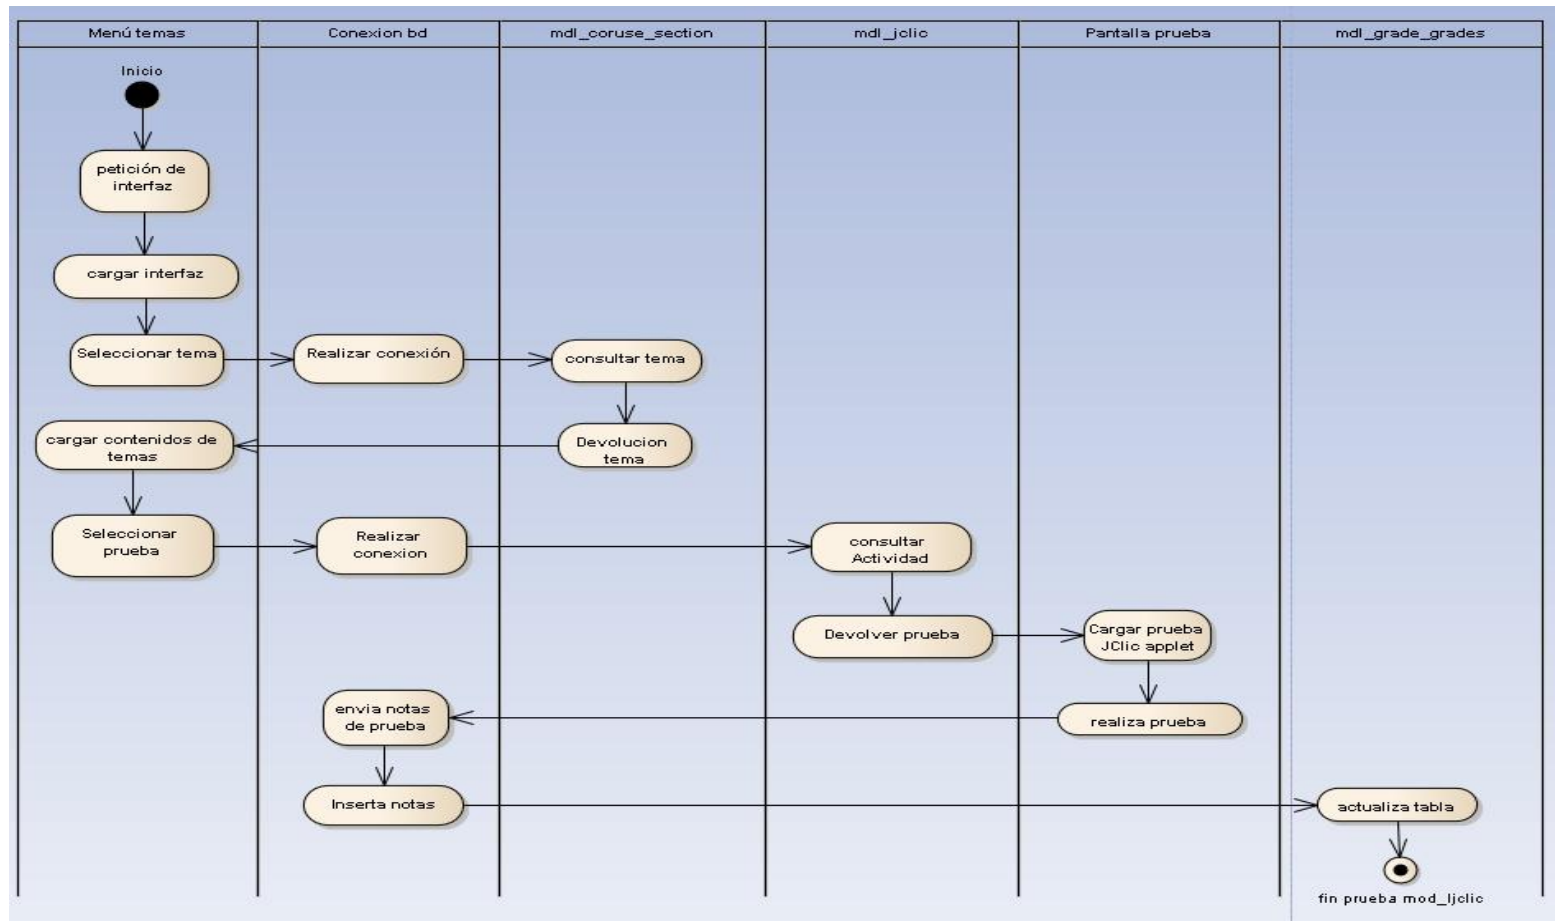 Menú temas
Conexion bd
mdl_coruse_section
mdl_jclic
Pantalla prueba
mdl_grade_grades
Inicio
petición de
interfaz
cargar interfaz
Seleccionar tema
Realizar conexión
consultar tema
cargar contenidos de
temas
Devolucion
tema
Seleccionar
prueba
Realizar
conexion
consultar
Actividad
Devolver prueba
Cargar prueba
JClic applet
envia notas
de prueba
realiza prueba
Inserta notas
actualiza tabla
fin prueba mod_ljclic